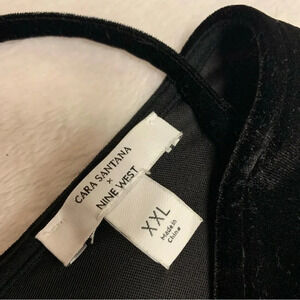 CARA SANTANA
×
NINE WEST
XXL
Made in
China